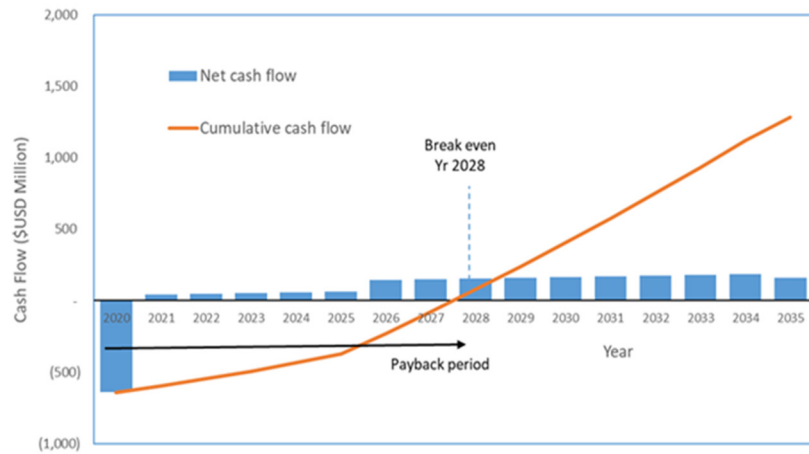 2,000
1,500
1,000
500
-
(500)
(1,000)
Cash Flow ($USD Million)
Net cash flow
Cumulative cash flow
Break even
Yr 2028
2020 2021 2022 2023 2024 2025 2026 2027 2028 2029 2030 2031 2032 2033 2034 2035
Year
Payback period